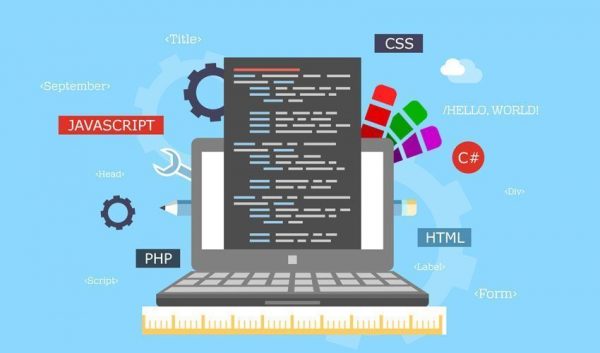 <Title>
CSS
<September>
/HELLO, WORLD!
JAVASCRIPT
C#
<Head>
<Div>
HTML
PHP
<Label>
<Script>
<Form>